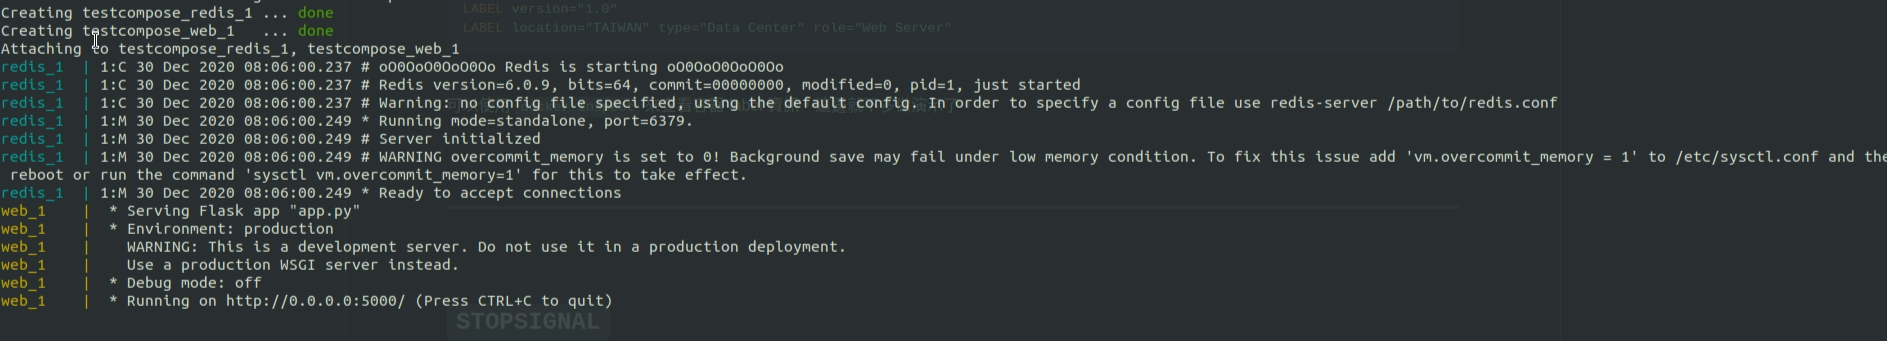 LABEL version="1.0"
Creating testcompose_redis_1 ... done
LABEL location="TAIWAN" type="Data Center" role="Web Server"
Creating testcompose_web_1   ... done
Attaching to testcompose_redis_1, testcompose_web_1
redis_1  | 1:C 30 Dec 2020 08:06:00.237 # oO0OoO0OoO0Oo Redis is starting oO0OoO0OoO0Oo
redis_1  | 1:C 30 Dec 2020 08:06:00.237 # Redis version=6.0.9, bits=64, commit=00000000, modified=0, pid=1, just started
redis_1  | 1:C 30 Dec 2020 08:06:00.237 # Warning: no config file specified, using the default config. In order to specify a config file use redis-server /path/to/redis.conf
redis_1  | 1:M 30 Dec 2020 08:06:00.249 * Running mode=standalone, port=6379.
redis_1  | 1:M 30 Dec 2020 08:06:00.249 # Server initialized
redis_1  | 1:M 30 Dec 2020 08:06:00.249 # WARNING overcommit_memory is set to 0! Background save may fail under low memory condition. To fix this issue add 'vm.overcommit_memory = 1' to /etc/sysctl.conf and the
reboot or run the command 'sysctl vm.overcommit_memory=1' for this to take effect.
redis_1  | 1:M 30 Dec 2020 08:06:00.249 * Ready to accept connections
web_1    |  * Serving Flask app "app.py"
web_1    |  * Environment: production
web_1    |    WARNING: This is a development server. Do not use it in a production deployment.
web_1    |    Use a production WSGI server instead.
web_1    |  * Debug mode: off
web_1    |  * Running on http://0.0.0.0:5000/ (Press CTRL+C to quit)
STOPSIGNAL